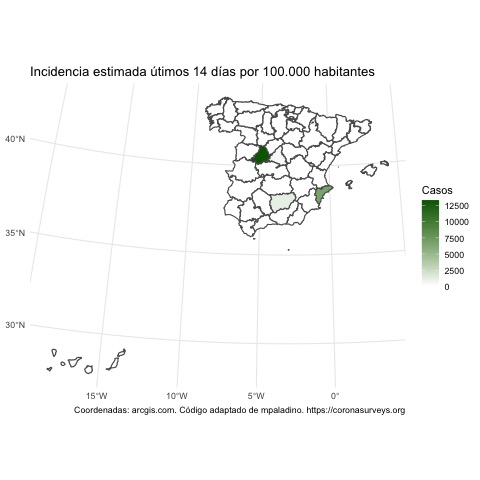 Incidencia estimada útimos 14 días por 100.000 habitantes
40°N
35°N
30°N
15°W
10°W
5°W
0°
Casos
12500
10000
7500
5000
2500
0
Coordenadas: arcgis.com. Código adaptado de mpaladino. https://coronasurveys.org